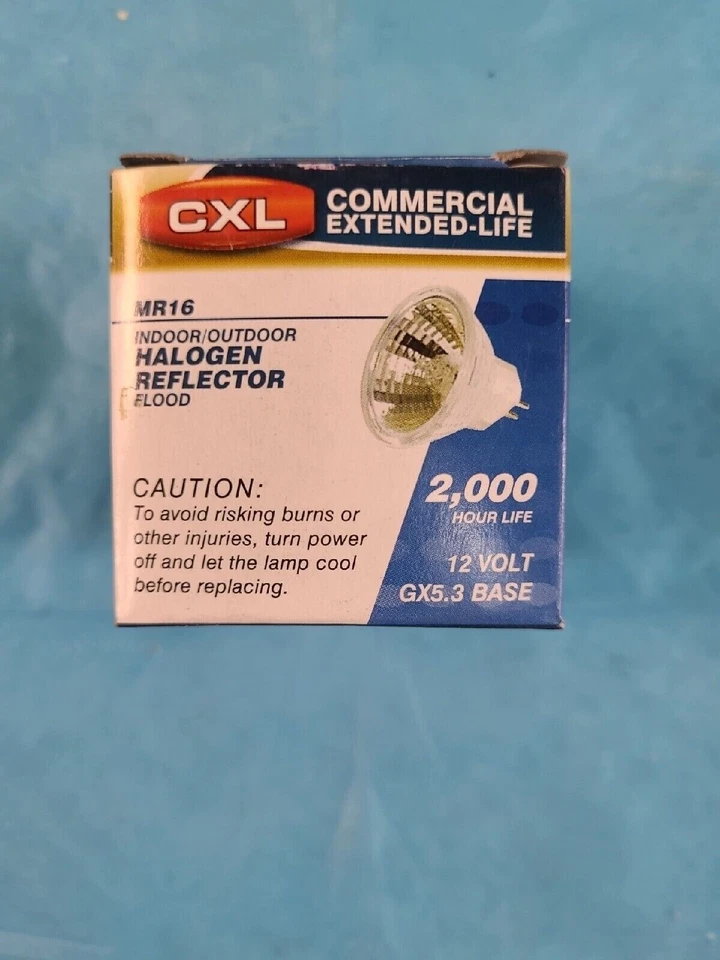 CXL
COMMERCIAL
EXTENDED-LIFE
MR16
INDOOR/OUTDOOR
HALOGEN
REFLECTOR
FLOOD
CAUTION:
To avoid risking burns or
other injuries, turn power
off and let the lamp cool
before replacing.
2,000
HOUR LIFE
12 VOLT
GX5.3 BASE